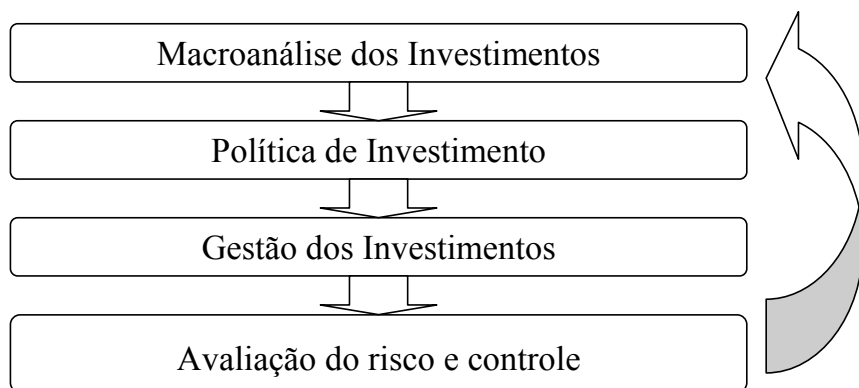 Macroanálise dos Investimentos
Política de Investimento
Gestão dos Investimentos
Avaliação do risco e controle